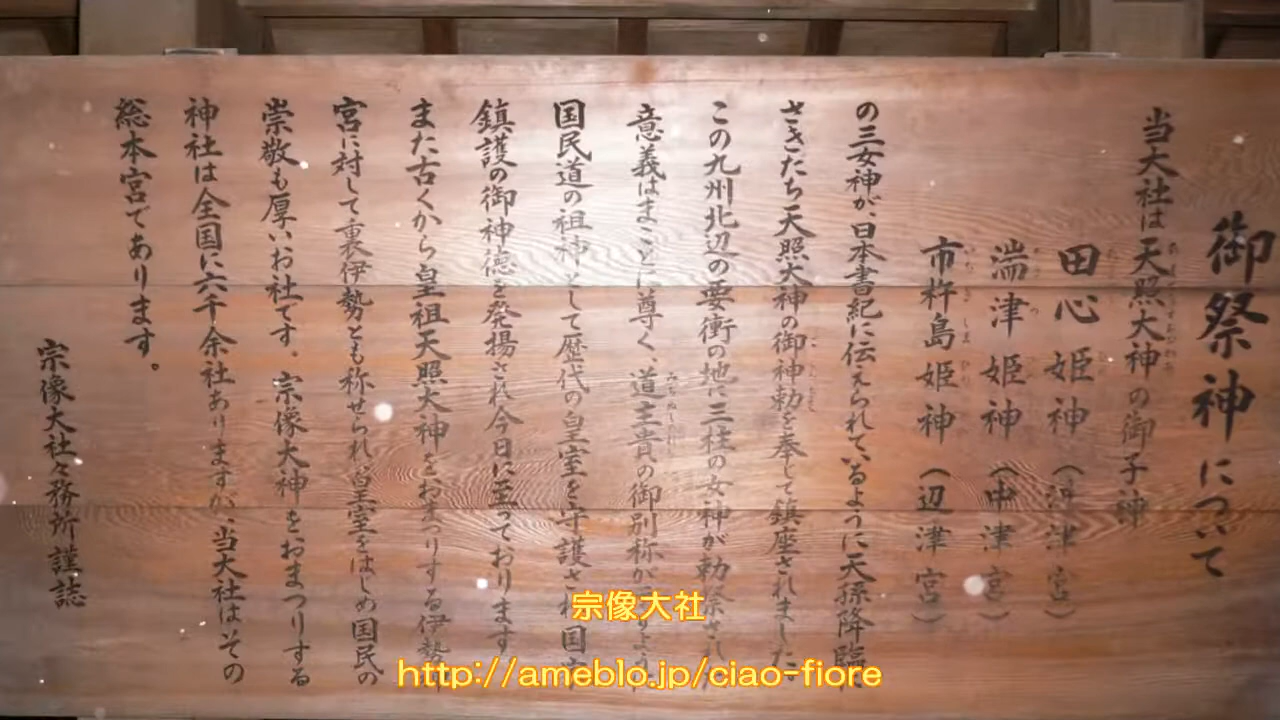 御祭神について
当大社は天照大神の御子神
田心姫神（沖津宮）
湍津姫神（中津宮）
市杵島姫神（辺津宮）
の三女神が、日本書紀に伝えられているように天孫降臨に
さきたち天照大神の御神勅を奉じて鎮座されました。
この九州北辺の要衝の地に三柱の女神が勅祭され
意義はまことに尊く、道主貴の御別称が
国民道の祖神として歴代の皇室を守護され国家
鎮護の御神徳を発揚され今日に至っております
また古くから皇祖天照大神をおまつりする伊勢神
宮に対して裏伊勢とも称せられ皇室をはじめ国民の
崇敬も厚いお社です。宗像大神をおまつりする
神社は全国に六千余社ありますが、当大社はその
総本宮であります。
宗像大社々務所謹誌
宗像大社
http://ameblo.jp/ciao-fiore